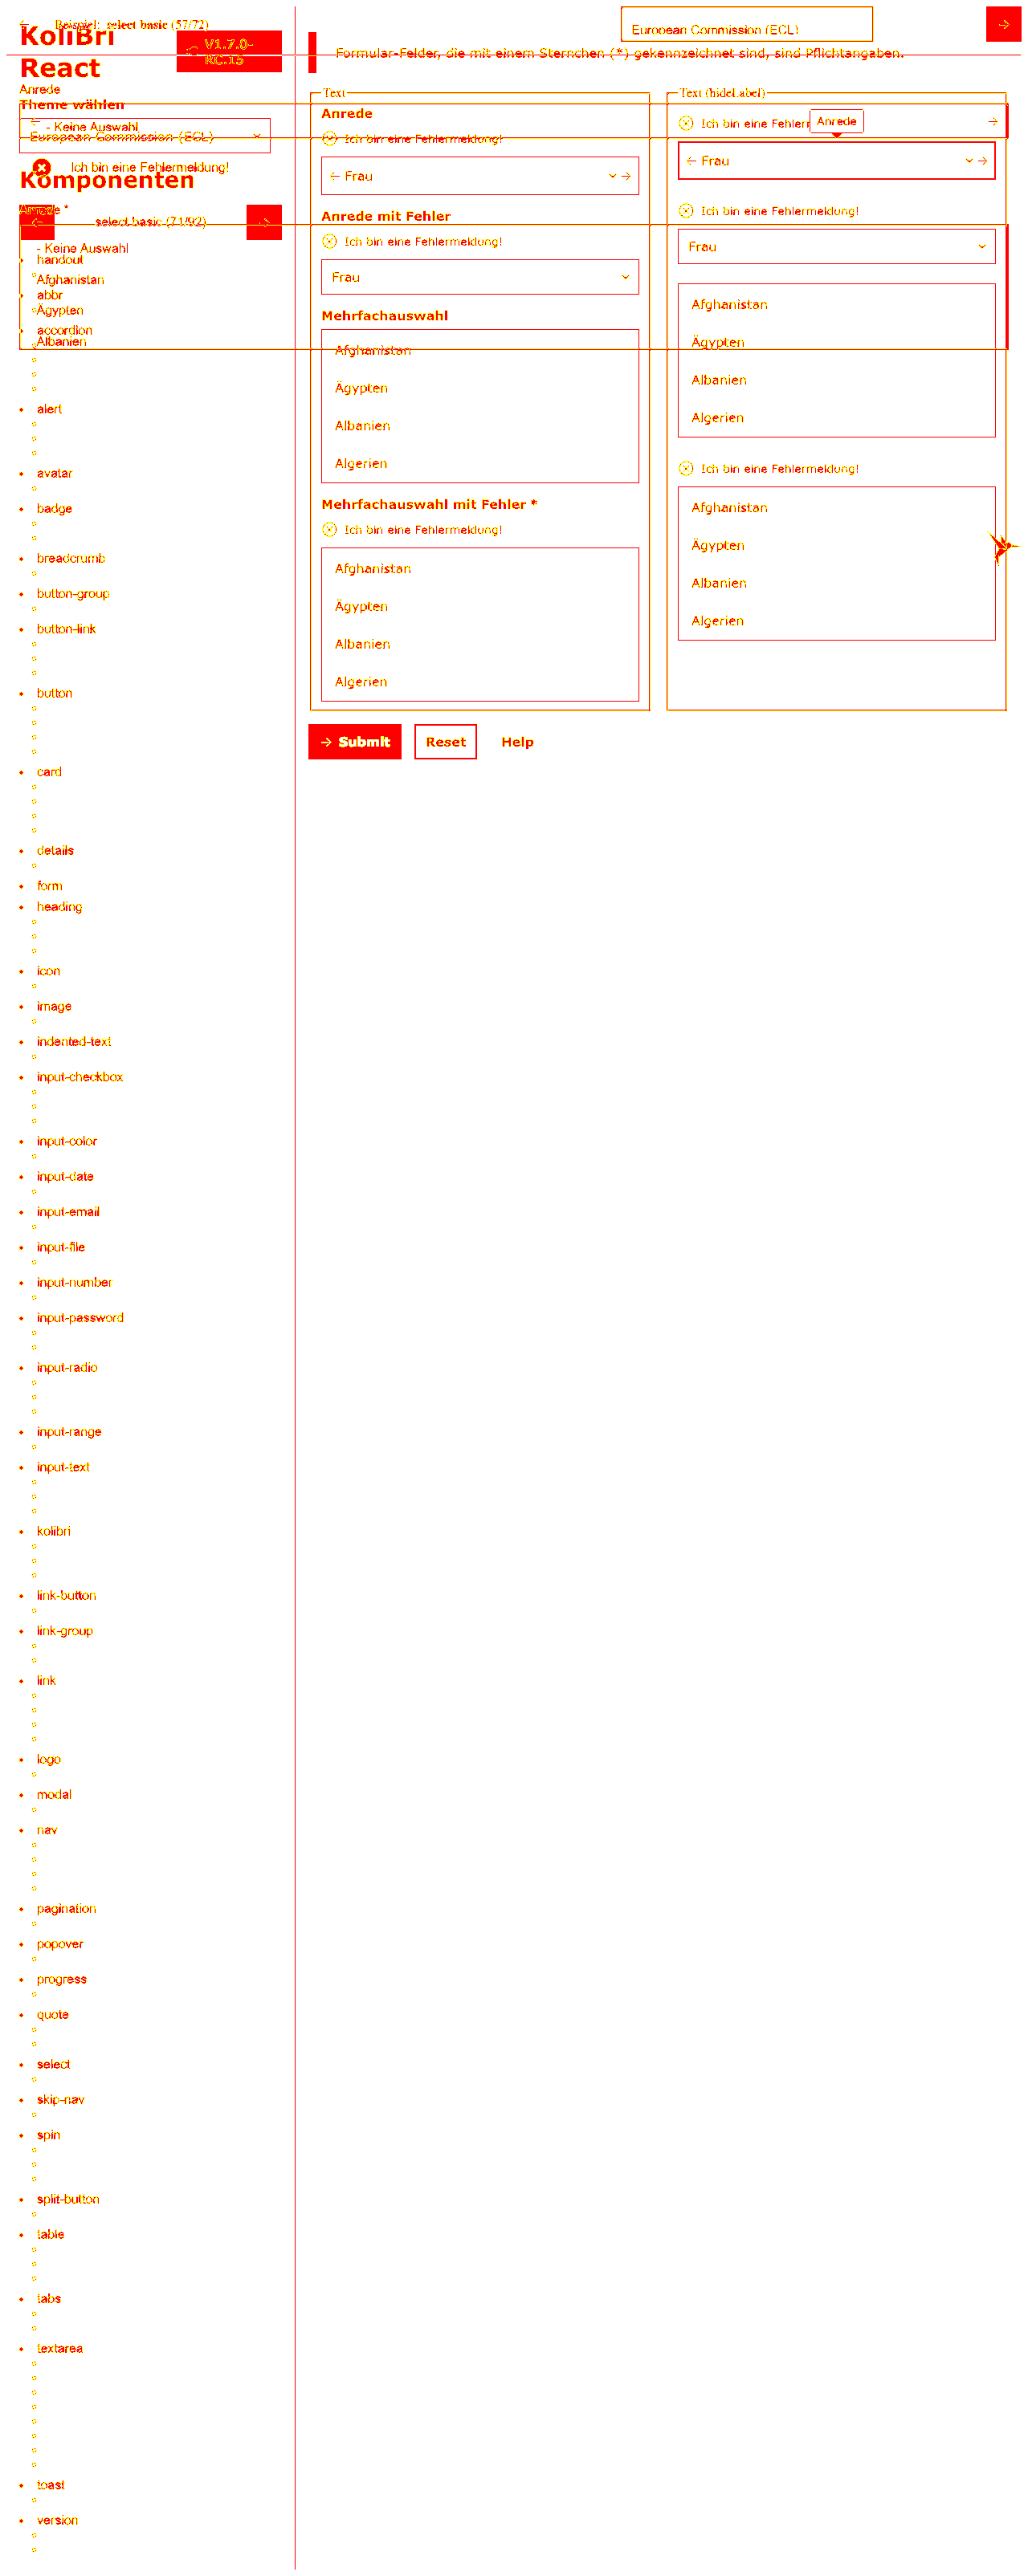 Beispiel: select basic (57/72)
European Commission (ECL)
KoliBri
React
V1.7.0-
RC.15
Formular-Felder, die mit einem Sternchen (*) gekennzeichnet sind, sind Pflichtangaben.
Anrede
Theme wählen
- Keine Auswahl
European Commission (ECL)
Ich bin eine Fehlermeldung!
Komponenten
Anrede *
select basic (71/92)
- Keine Auswahl
handout
Afghanistan
abbr
Ägypten
accordion
Albanien
alert
avatar
badge
breadcrumb
button-group
button-link
button
card
details
form
heading
icon
image
indented-text
input-checkbox
input-color
input-date
input-email
input-file
input-number
input-password
input-radio
input-range
input-text
kolibri
link-button
link-group
link
logo
modal
nav
pagination
popover
progress
quote
select
skip-nav
spin
split-button
table
tabs
textarea
toast
version
Text
Anrede
Ich bin eine Fehlermeldung!
Frau
Anrede mit Fehler
Ich bin eine Fehlermeldung!
Frau
Mehrfachauswahl
Afghanistan
Ägypten
Albanien
Algerien
Mehrfachauswahl mit Fehler *
Ich bin eine Fehlermeldung!
Afghanistan
Ägypten
Albanien
Algerien
Text (hideLabel)
Ich bin eine
Anrede
Frau
Ich bin eine Fehlermeldung!
Frau
Afghanistan
Ägypten
Albanien
Algerien
Ich bin eine Fehlermeldung!
Afghanistan
Ägypten
Albanien
Algerien
Submit
Reset
Help